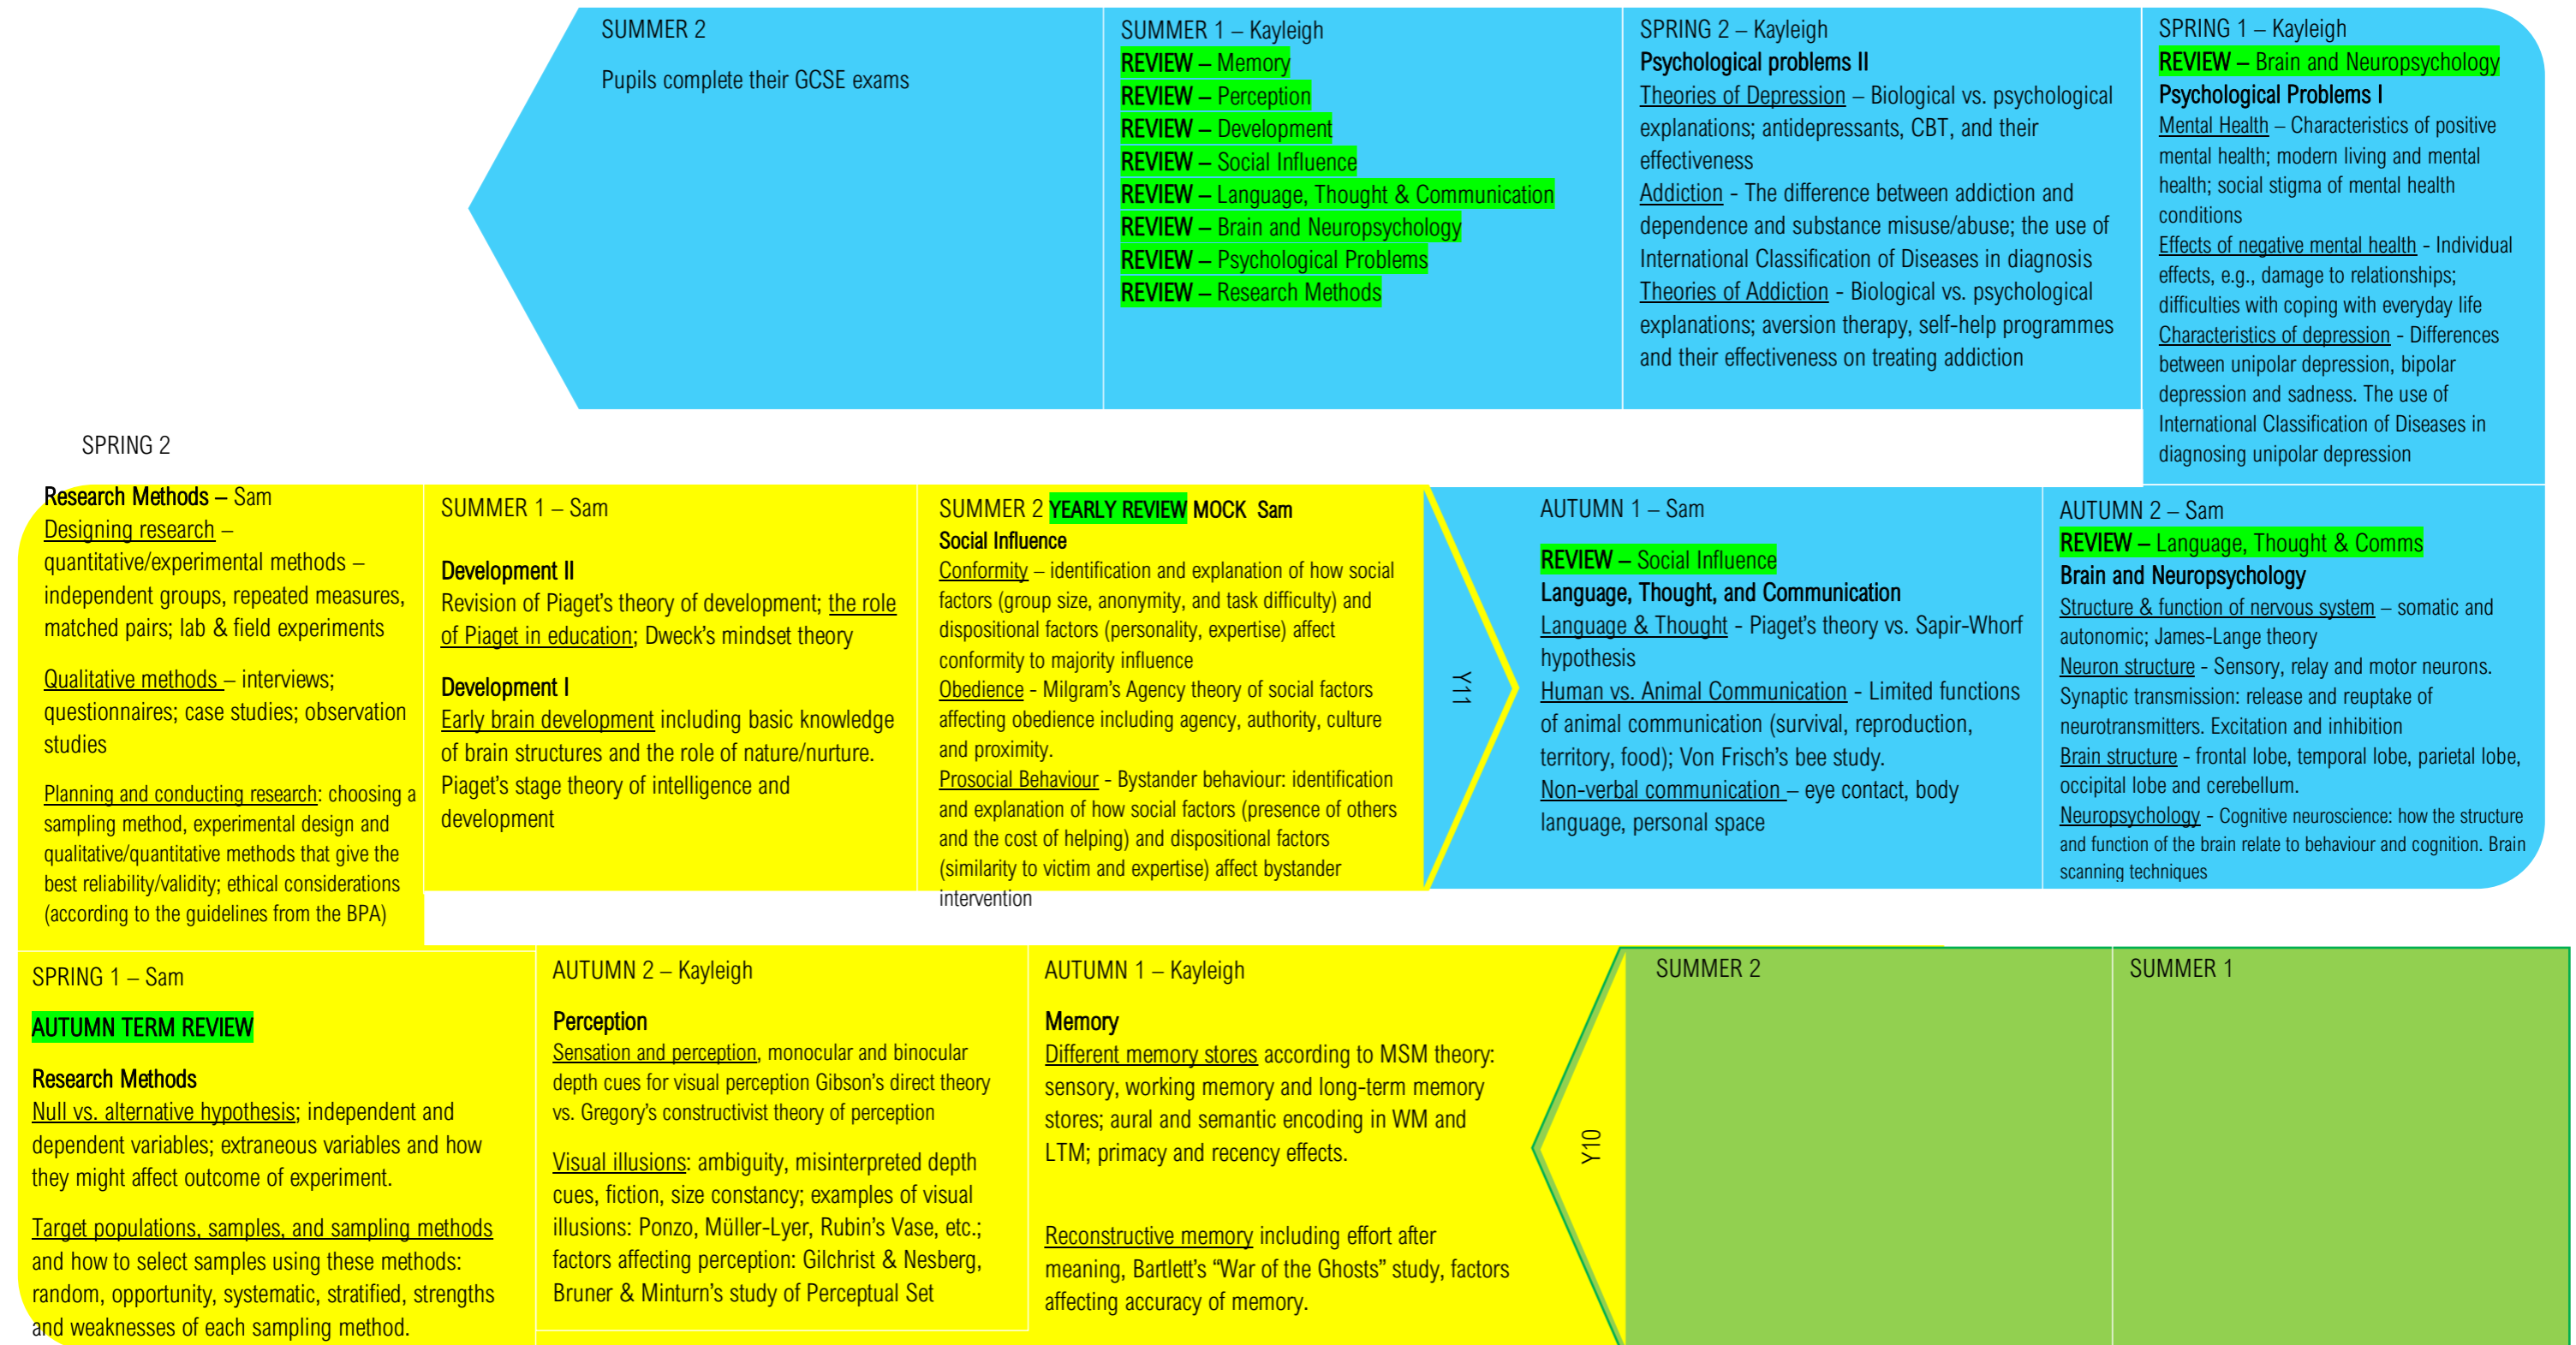 SUMMER 2
Pupils complete their GCSE exams
SUMMER 1 – Kayleigh
REVIEW – Memory
REVIEW – Perception
REVIEW – Development
REVIEW – Social Influence
REVIEW – Language, Thought & Communication
REVIEW – Brain and Neuropsychology
REVIEW – Psychological Problems
REVIEW – Research Methods
SPRING 2 – Kayleigh
Psychological problems II
Theories of Depression – Biological vs. psychological
explanations; antidepressants, CBT, and their
effectiveness
Addiction - The difference between addiction and
dependence and substance misuse/abuse; the use of
International Classification of Diseases in diagnosis
Theories of Addiction - Biological vs. psychological
explanations; aversion therapy, self-help programmes
and their effectiveness on treating addiction
SPRING 1 – Kayleigh
REVIEW – Brain and Neuropsychology
Psychological Problems I
Mental Health – Characteristics of positive
mental health; modern living and mental
health; social stigma of mental health
conditions
Effects of negative mental health - Individual
effects, e.g., damage to relationships;
difficulties with coping with everyday life
Characteristics of depression - Differences
between unipolar depression, bipolar
depression and sadness. The use of
International Classification of Diseases in
diagnosing unipolar depression
SPRING 2
Research Methods – Sam
Designing research –
quantitative/experimental methods –
independent groups, repeated measures,
matched pairs; lab & field experiments
Qualitative methods – interviews;
questionnaires; case studies; observation
studies
Planning and conducting research: choosing a
sampling method, experimental design and
qualitative/quantitative methods that give the
best reliability/validity; ethical considerations
(according to the guidelines from the BPA)
SUMMER 1 – Sam
Development II
Revision of Piaget's theory of development; the role
of Piaget in education; Dweck's mindset theory
Development I
Early brain development including basic knowledge
of brain structures and the role of nature/nurture.
Piaget's stage theory of intelligence and
development
SUMMER 2 YEARLY REVIEW MOCK Sam
Social Influence
Conformity – identification and explanation of how social
factors (group size, anonymity, and task difficulty) and
dispositional factors (personality, expertise) affect
conformity to majority influence
Obedience - Milgram's Agency theory of social factors
affecting obedience including agency, authority, culture
and proximity.
Prosocial Behaviour - Bystander behaviour: identification
and explanation of how social factors (presence of others
and the cost of helping) and dispositional factors
(similarity to victim and expertise) affect bystander
intervention
Y11
AUTUMN 1 – Sam
REVIEW – Social Influence
Language, Thought, and Communication
Language & Thought - Piaget's theory vs. Sapir-Whorf
hypothesis
Human vs. Animal Communication - Limited functions
of animal communication (survival, reproduction,
territory, food); Von Frisch's bee study.
Non-verbal communication – eye contact, body
language, personal space
AUTUMN 2 – Sam
REVIEW – Language, Thought & Comms
Brain and Neuropsychology
Structure & function of nervous system – somatic and
autonomic; James-Lange theory
Neuron structure - Sensory, relay and motor neurons.
Synaptic transmission: release and reuptake of
neurotransmitters. Excitation and inhibition
Brain structure - frontal lobe, temporal lobe, parietal lobe,
occipital lobe and cerebellum.
Neuropsychology - Cognitive neuroscience: how the structure
and function of the brain relate to behaviour and cognition. Brain
scanning techniques
SPRING 1 – Sam
AUTUMN TERM REVIEW
Research Methods
Null vs. alternative hypothesis; independent and
dependent variables; extraneous variables and how
they might affect outcome of experiment.
Target populations, samples, and sampling methods
and how to select samples using these methods:
random, opportunity, systematic, stratified, strengths
and weaknesses of each sampling method.
AUTUMN 2 – Kayleigh
Perception
Sensation and perception, monocular and binocular
depth cues for visual perception Gibson's direct theory
vs. Gregory's constructivist theory of perception
Visual illusions: ambiguity, misinterpreted depth
cues, fiction, size constancy; examples of visual
illusions: Ponzo, Müller-Lyer, Rubin's Vase, etc.;
factors affecting perception: Gilchrist & Nesberg,
Bruner & Minturn's study of Perceptual Set
AUTUMN 1 – Kayleigh
Memory
Different memory stores according to MSM theory:
sensory, working memory and long-term memory
stores; aural and semantic encoding in WM and
LTM; primacy and recency effects.
Reconstructive memory including effort after
meaning, Bartlett's “War of the Ghosts” study, factors
affecting accuracy of memory.
Y10
SUMMER 2
SUMMER 1